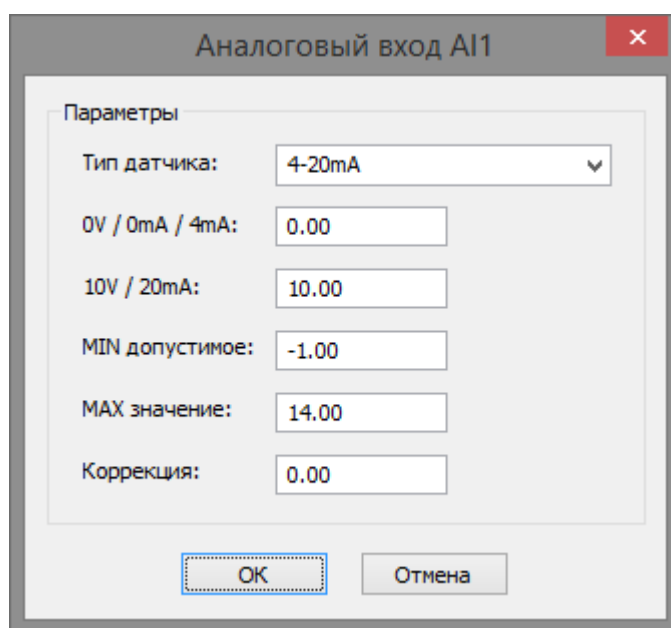 Аналоговый вход AI1
Параметры
Тип датчика: 4-20mA
0V / 0mA / 4mA: 0.00
10V / 20mA: 10.00
MIN допустимое: -1.00
MAX значение: 14.00
Коррекция: 0.00
OK Отмена